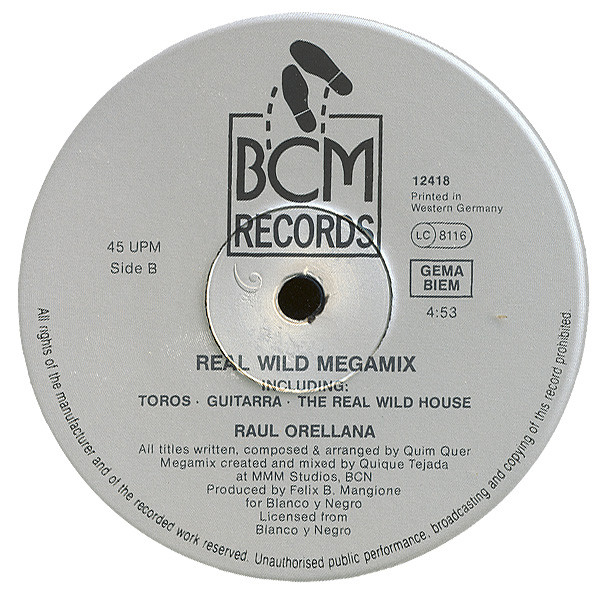 BCM
RECORDS
12418
Printed in
Western Germany
LC 8116
GEMA
BIEM
4:53
45 UPM
Side B
REAL WILD MEGAMIX
INCLUDING:
TOROS · GUITARRA · THE REAL WILD HOUSE
RAUL ORELLANA
All titles written, composed & arranged by Quim Quer
Megamix created and mixed by Quique Tejada
at MMM Studios, BCN
Produced by Felix B. Mangione
for Blanco y Negro
Licensed from
Blanco y Negro
All rights of the manufacturer and of the recorded work reserved. Unauthorised public performance, broadcasting and copying of this record prohibited